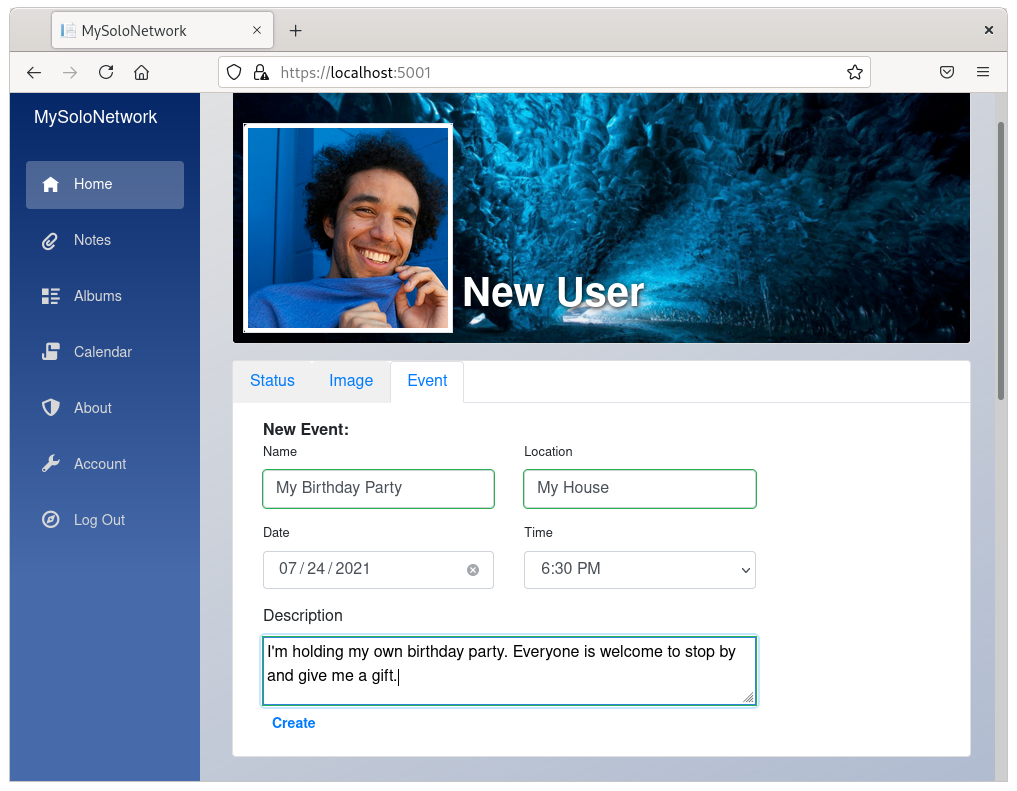 MySoloNetwork
https://localhost:5001
MySoloNetwork
Home
Notes
Albums
Calendar
About
Account
Log Out
New User
Status Image Event
New Event:
Name Location
My Birthday Party My House
Date Time
07/24/2021 6:30 PM
Description
I'm holding my own birthday party. Everyone is welcome to stop by
and give me a gift.
Create